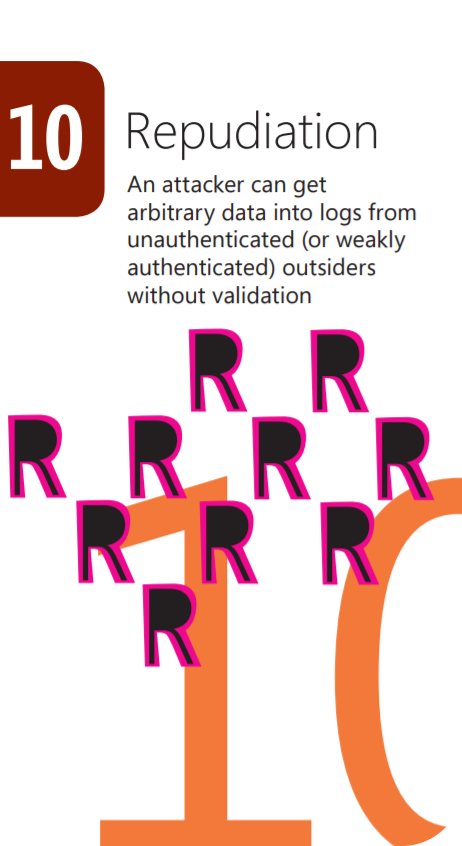 10
Repudiation
An attacker can get
arbitrary data into logs from
unauthenticated (or weakly
authenticated) outsiders
without validation
R R
R R R R
R R R
R
10